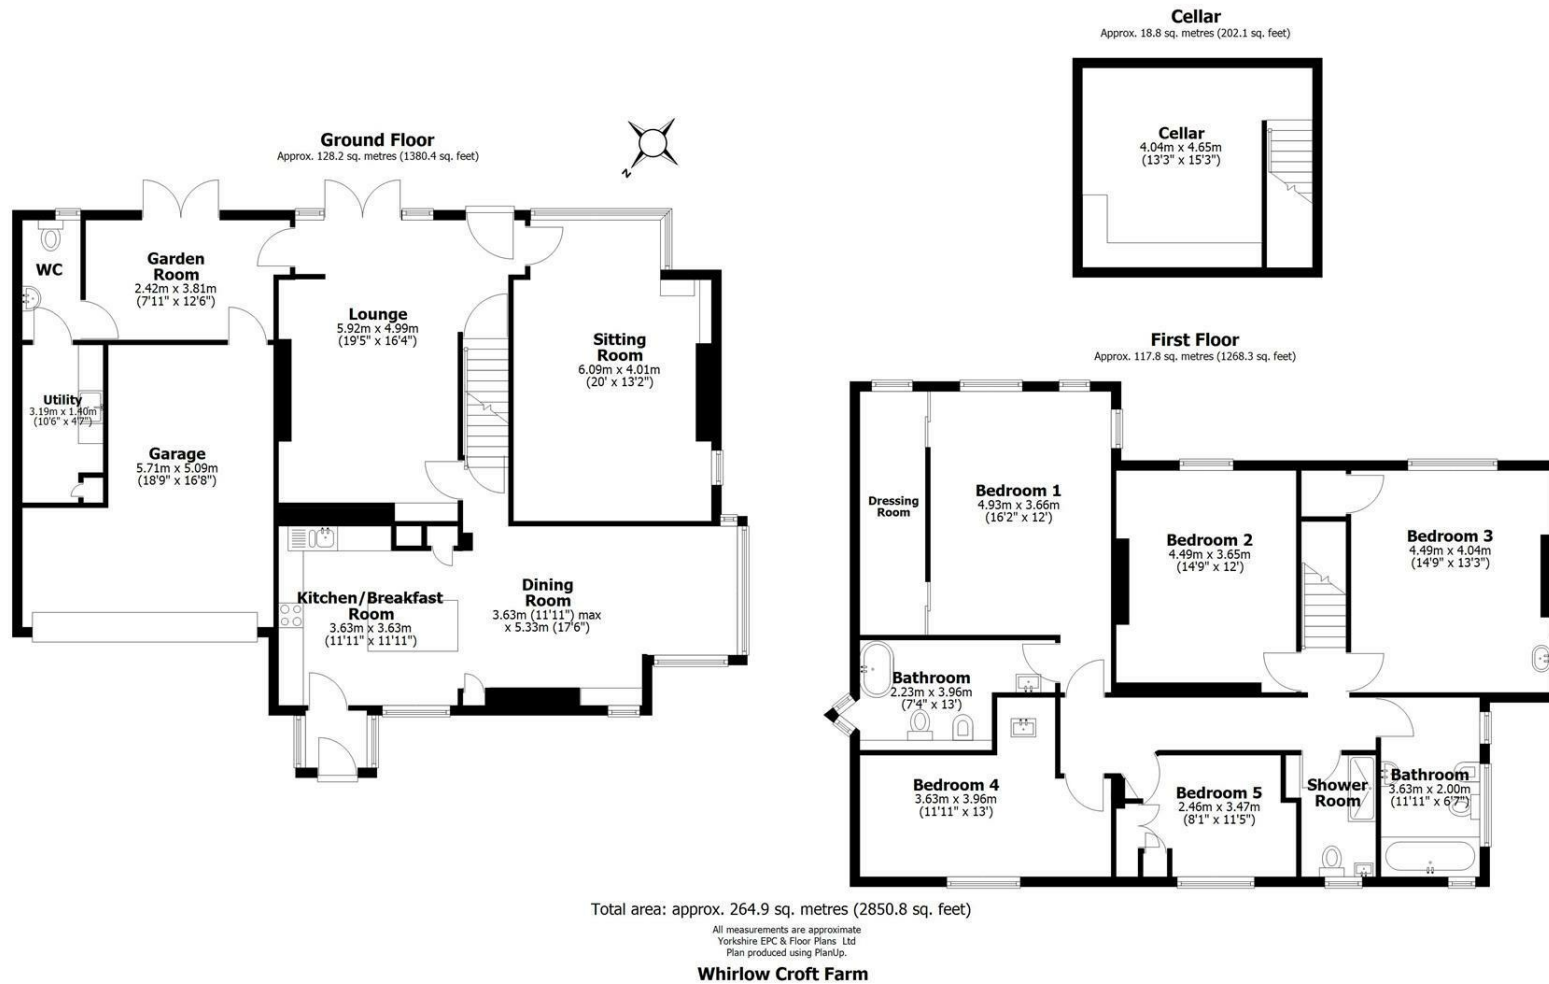 Cellar
Approx. 18.8 sq. metres (202.1 sq. feet)
Cellar
4.04m x 4.65m
(13'3" x 15'3")
Ground Floor
Approx. 128.2 sq. metres (1380.4 sq. feet)
N
WC
Garden
Room
2.42m x 3.81m
(7'11" x 12'6")
Lounge
5.92m x 4.99m
(19'5" x 16'4")
Sitting
Room
6.09m x 4.01m
(20' x 13'2")
Utility
3.19m x 1.40m
(10'6" x 4'7")
Garage
5.71m x 5.09m
(18'9" x 16'8")
Kitchen/Breakfast
Room
3.63m x 3.63m
(11'11" x 11'11")
Dining
Room
3.63m (11'11") max
x 5.33m (17'6")
First Floor
Approx. 117.8 sq. metres (1268.3 sq. feet)
Dressing
Room
Bedroom 1
4.93m x 3.66m
(16'2" x 12')
Bedroom 2
4.49m x 3.65m
(14'9" x 12')
Bedroom 3
4.49m x 4.04m
(14'9" x 13'3")
Bathroom
2.23m x 3.96m
(7'4" x 13')
Bedroom 4
3.63m x 3.96m
(11'11" x 13')
Bedroom 5
2.46m x 3.47m
(8'1" x 11'5")
Shower
Room
Bathroom
3.63m x 2.00m
(11'11" x 6'7")
Total area: approx. 264.9 sq. metres (2850.8 sq. feet)
All measurements are approximate
Yorkshire EPC & Floor Plans Ltd
Plan produced using PlanUp.
Whirlow Croft Farm